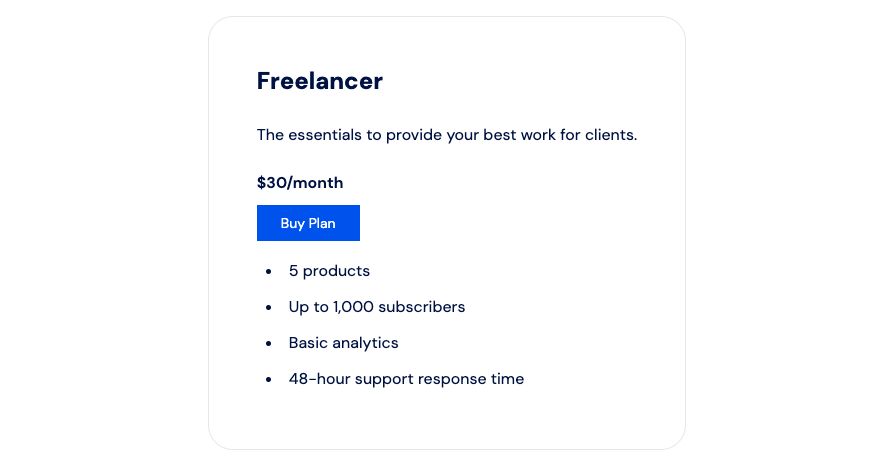 Freelancer
The essentials to provide your best work for clients.
$30/month
Buy Plan
5 products
Up to 1,000 subscribers
Basic analytics
48-hour support response time